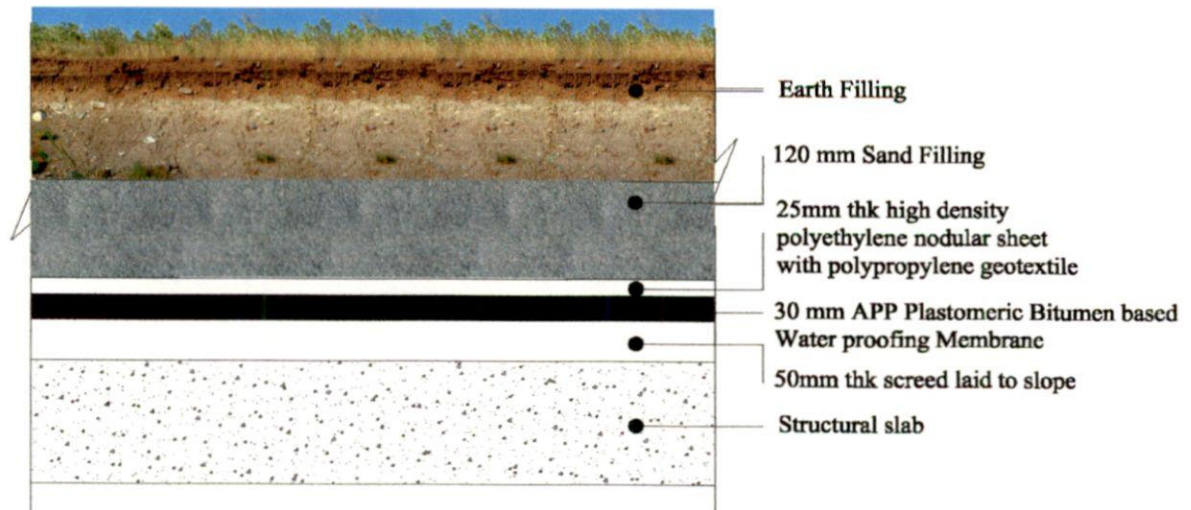 Earth Filling
120 mm Sand Filling
25mm thk high density
polyethylene nodular sheet
with polypropylene geotextile
30 mm APP Plastomeric Bitumen based
Water proofing Membrane
50mm thk screed laid to slope
Structural slab